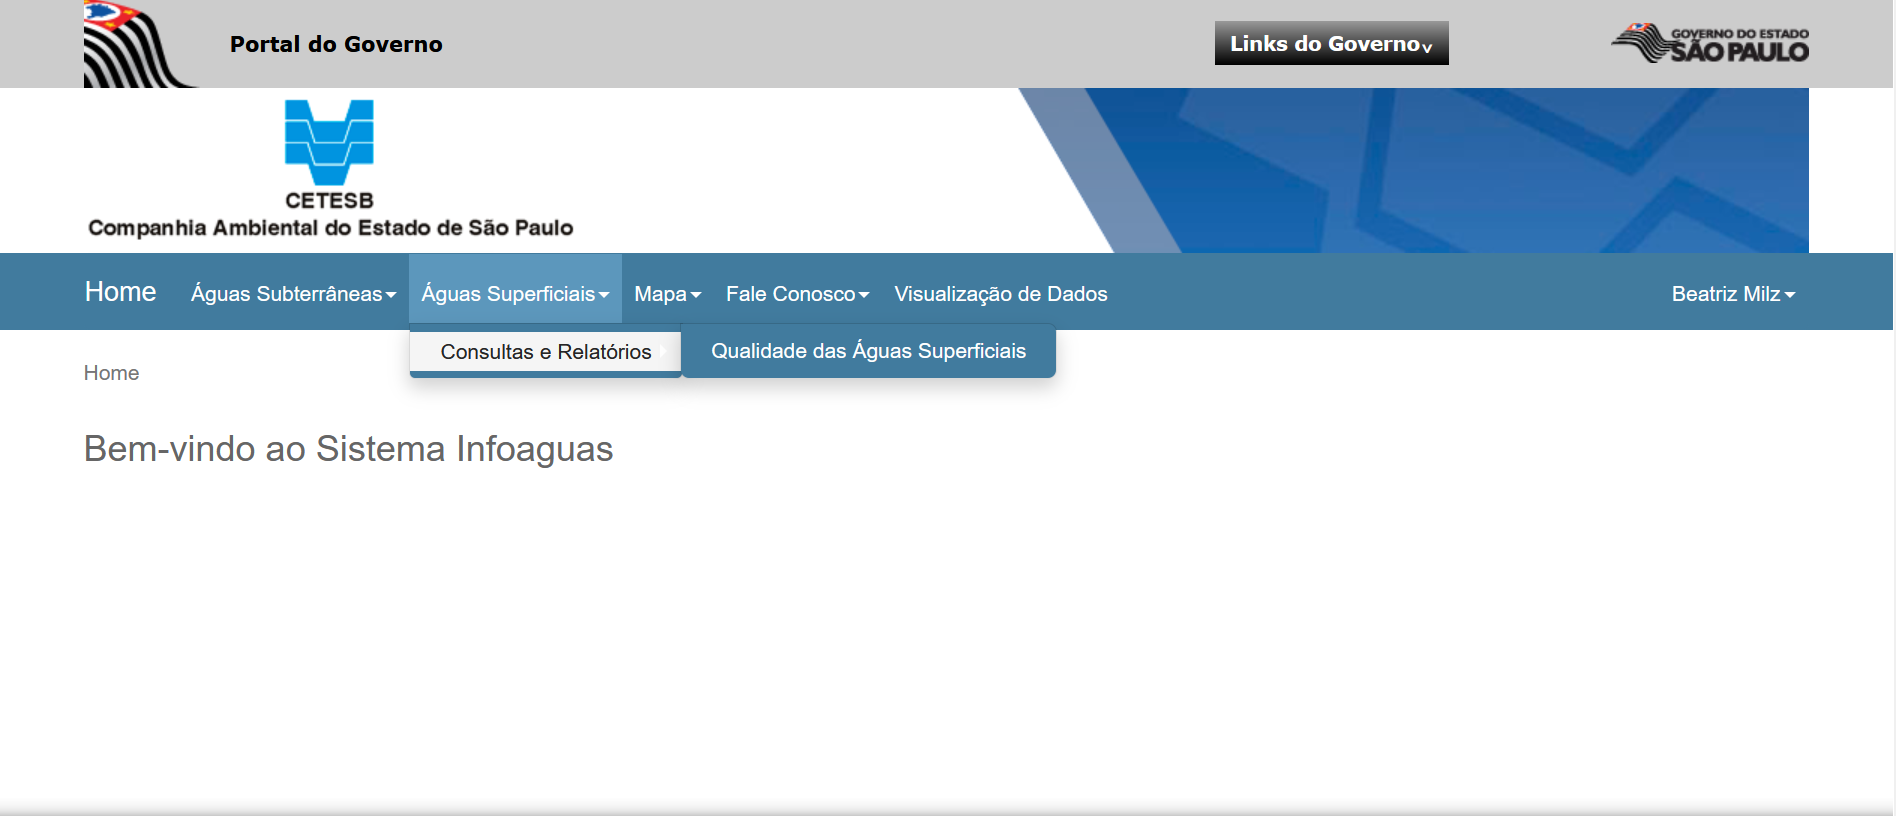 Portal do Governo
Links do Governo v
GOVERNO DO ESTADO
SÃO PAULO
CETESB
Companhia Ambiental do Estado de São Paulo
Home Águas Subterrâneas Águas Superficiais Mapa Fale Conosco Visualização de Dados Beatriz Milz
Consultas e Relatórios Qualidade das Águas Superficiais
Home
Bem-vindo ao Sistema Infoaguas